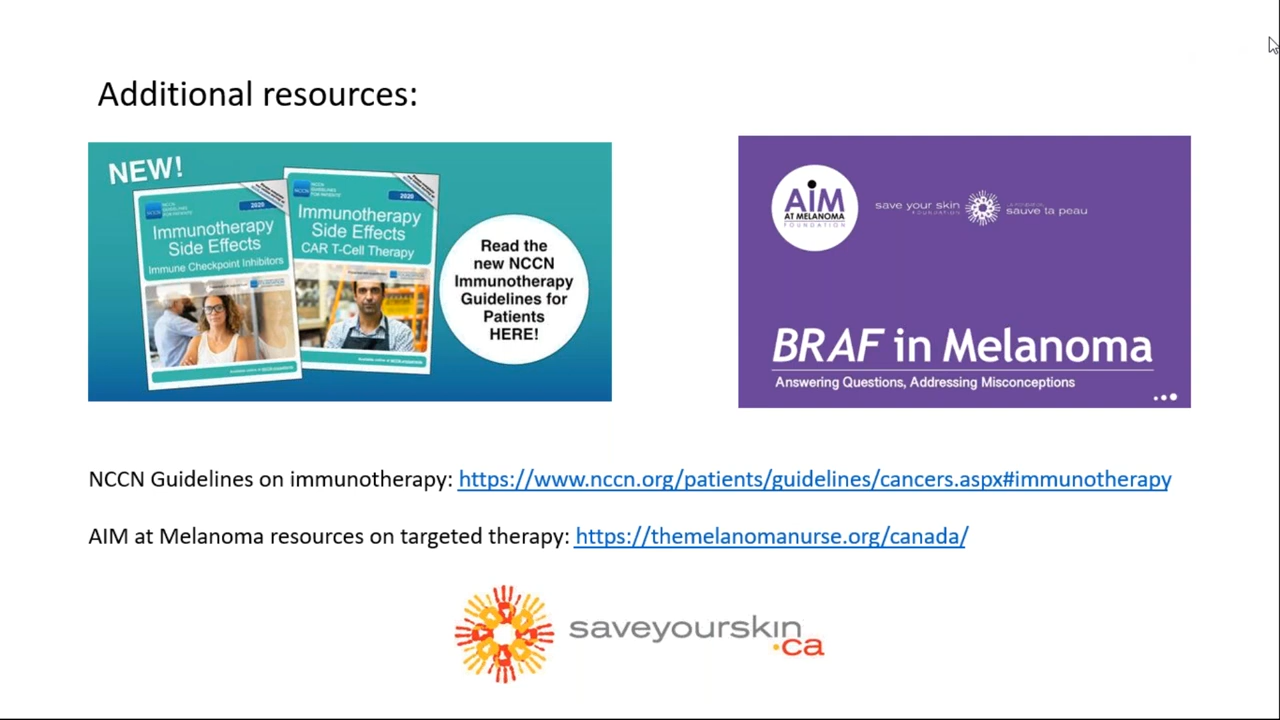 Additional resources:
NEW!
NCCN
NCCN
GUIDELINES
FOR PATIENTS
2020
Immunotherapy
Side Effects
Immune Checkpoint Inhibitors
NCCN
NCCN
GUIDELINES
FOR PATIENTS
2020
Immunotherapy
Side Effects
CAR T-Cell Therapy
Read the
new NCCN
Immunotherapy
Guidelines for
Patients
HERE!
AIM
AT MELANOMA
FOUNDATION
save your skin
FOUNDATION
sauve ta peau
BRAF in Melanoma
Answering Questions, Addressing Misconceptions
NCCN Guidelines on immunotherapy: https://www.nccn.org/patients/guidelines/cancers.aspx#immunotherapy
AIM at Melanoma resources on targeted therapy: https://themelanomanurse.org/canada/
saveyourskin
.ca